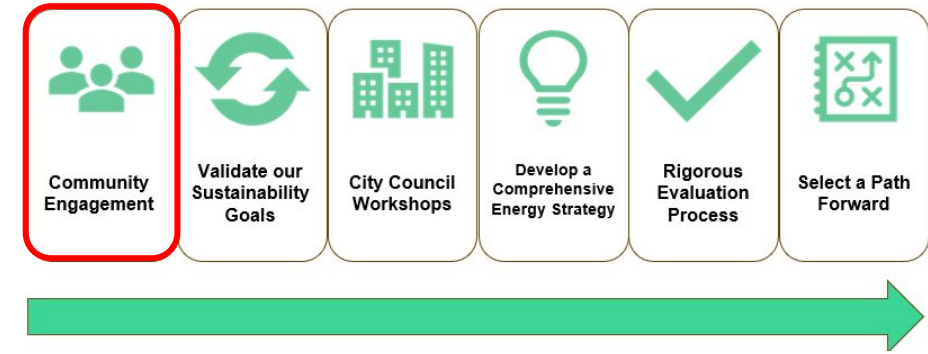 Community
Engagement
Validate our
Sustainability
Goals
City Council
Workshops
Develop a
Comprehensive
Energy Strategy
Rigorous
Evaluation
Process
Select a Path
Forward